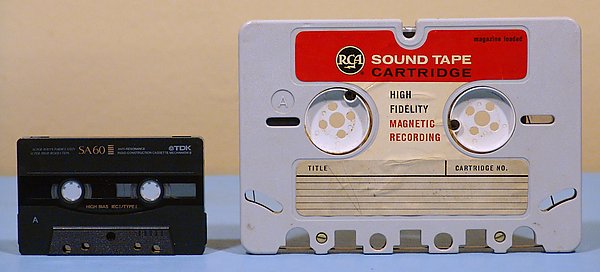 SA60
TDK
HIGH BIAS
A
magazine loaded
RCA
SOUND TAPE
CARTRIDGE
A
HIGH
FIDELITY
MAGNETIC
RECORDING
TITLE
CARTRIDGE NO.